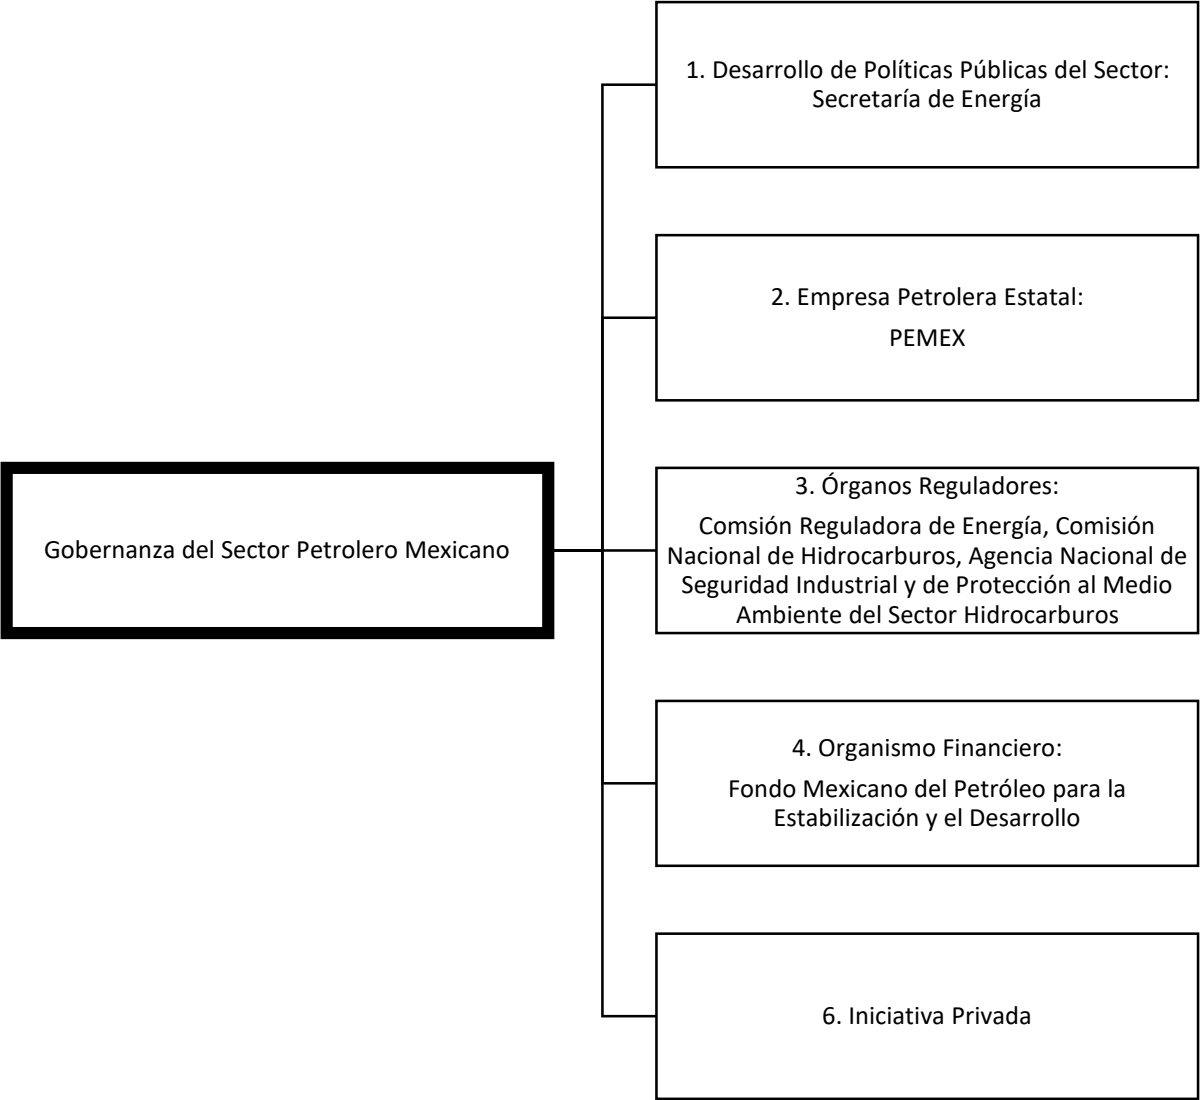 1. Desarrollo de Políticas Públicas del Sector:
Secretaría de Energía
2. Empresa Petrolera Estatal:
PEMEX
Gobernanza del Sector Petrolero Mexicano
3. Órganos Reguladores:
Comsión Reguladora de Energía, Comisión
Nacional de Hidrocarburos, Agencia Nacional de
Seguridad Industrial y de Protección al Medio
Ambiente del Sector Hidrocarburos
4. Organismo Financiero:
Fondo Mexicano del Petróleo para la
Estabilización y el Desarrollo
6. Iniciativa Privada